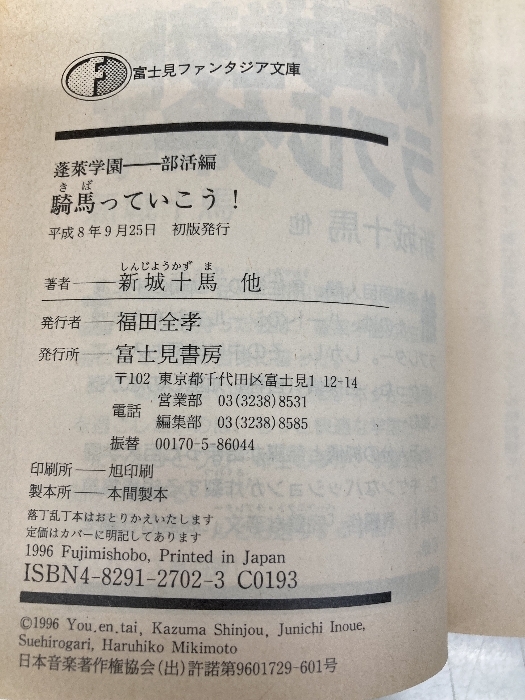 F
富士見ファンタジア文庫
蓬萊学園――部活編
きば
騎馬っていこう!
平成8年9月25日 初版発行
しんじょうかず ま
著者――新城十馬 他
発行者――福田全孝
発行所――富士見書房
〒102 東京都千代田区富士見1 12-14
電話 営業部 03(3238)8531
編集部 03(3238)8585
振替 00170-5-86044
印刷所――旭印刷
製本所――本間製本
落丁乱丁本はおとりかえいたします
定価はカバーに明記してあります
1996 Fujimishobo, Printed in Japan
ISBN4-8291-2702-3 C0193
©1996 You.en.tai, Kazuma Shinjou, Junichi Inoue,
Suehirogari, Haruhiko Mikimoto
日本音楽著作権協会(出)許諾第9601729-601号